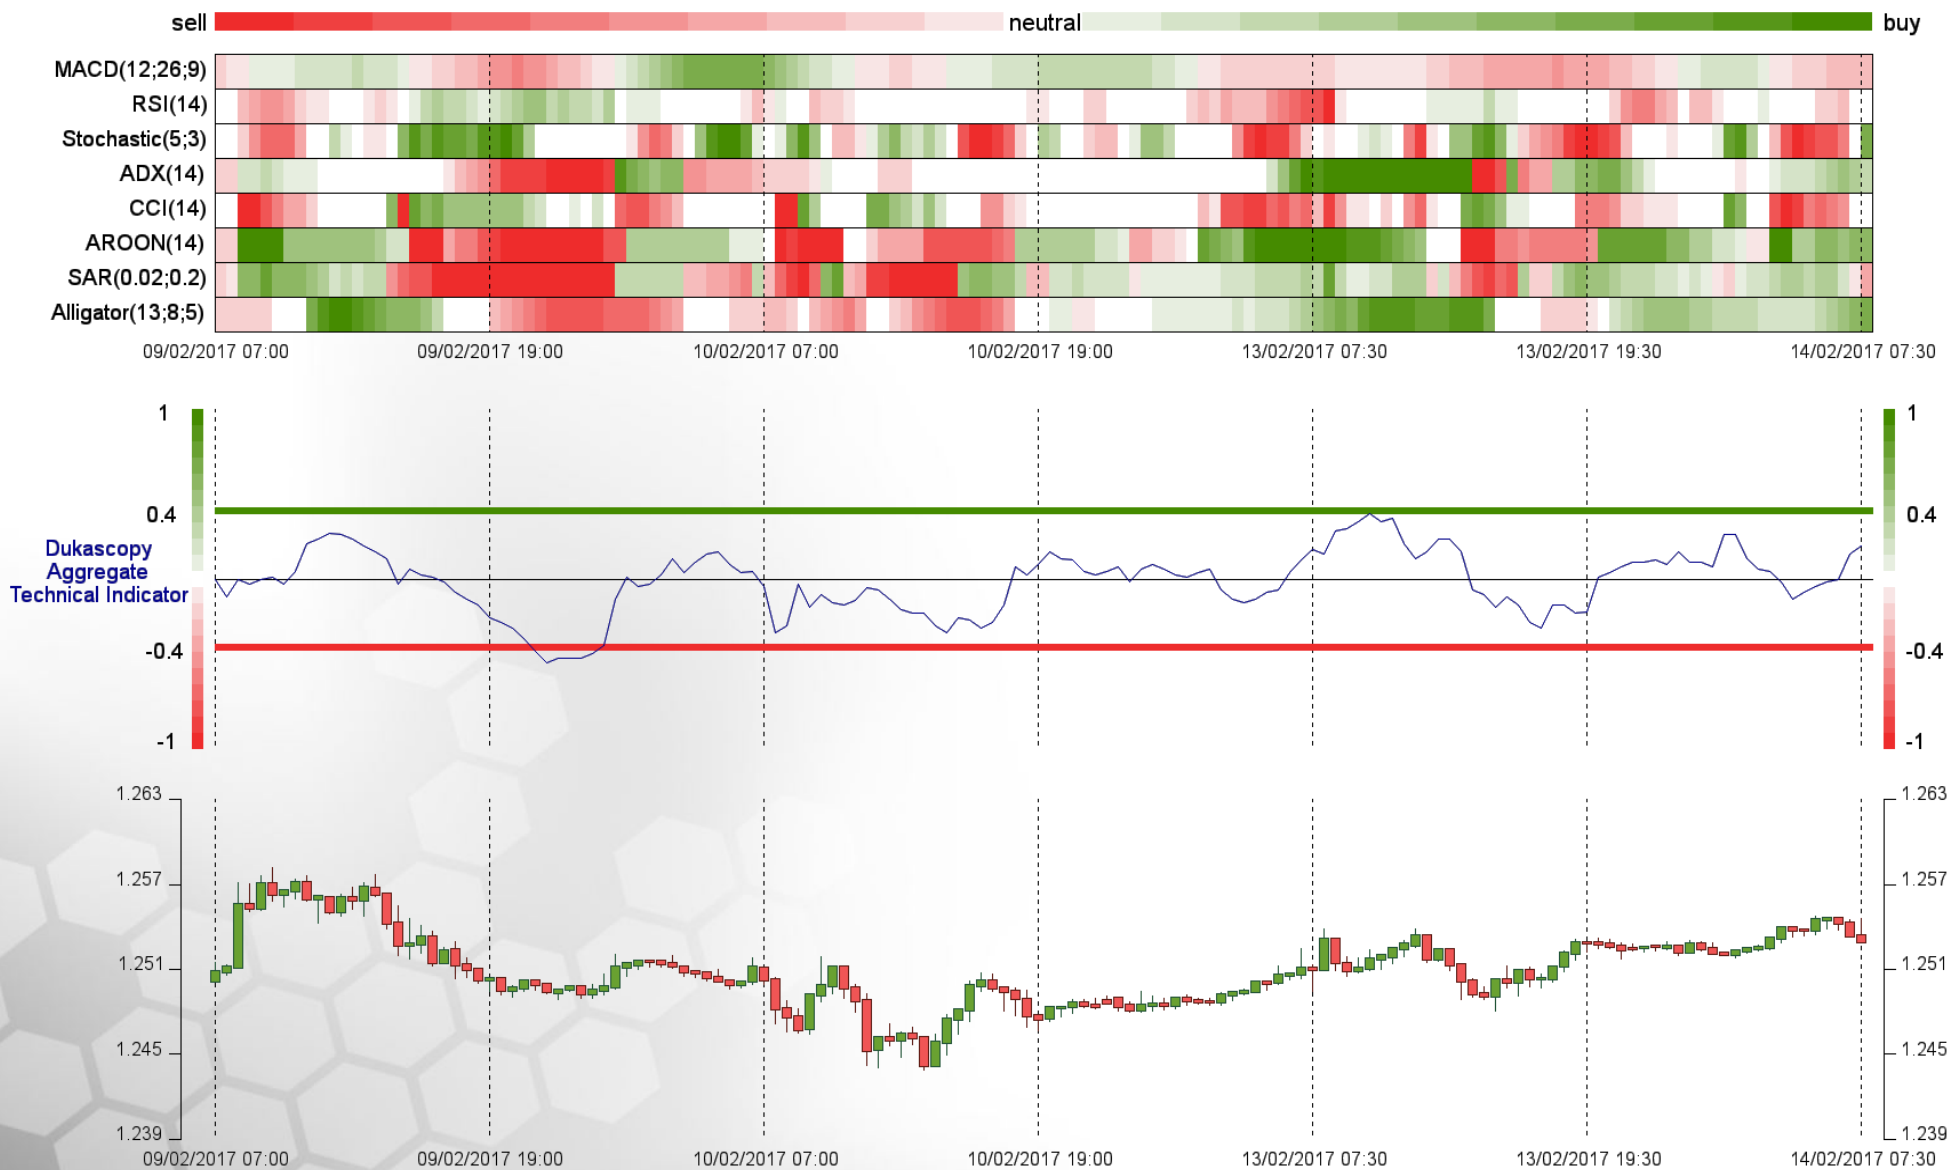 sell neutral buy
MACD(12;26;9)
RSI(14)
Stochastic(5;3)
ADX(14)
CCI(14)
AROON(14)
SAR(0.02;0.2)
Alligator(13;8;5)
09/02/2017 07:00 09/02/2017 19:00 10/02/2017 07:00 10/02/2017 19:00 13/02/2017 07:30 13/02/2017 19:30 14/02/2017 07:30
1 1
0.4 0.4
Dukascopy
Aggregate
Technical Indicator
-0.4 -0.4
-1 -1
1.263 1.263
1.257 1.257
1.251 1.251
1.245 1.245
1.239 1.239
09/02/2017 07:00 09/02/2017 19:00 10/02/2017 07:00 10/02/2017 19:00 13/02/2017 07:30 13/02/2017 19:30 14/02/2017 07:30